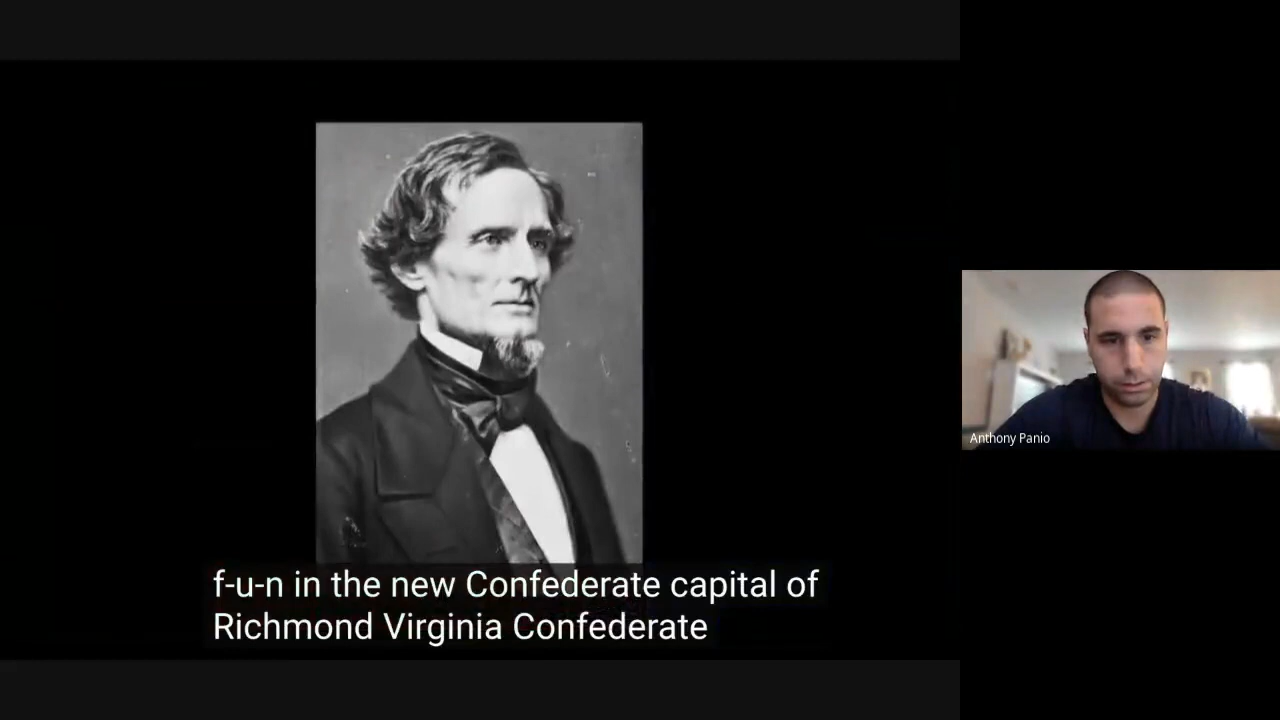 f-u-n in the new Confederate capital of
Richmond Virginia Confederate
Anthony Panio